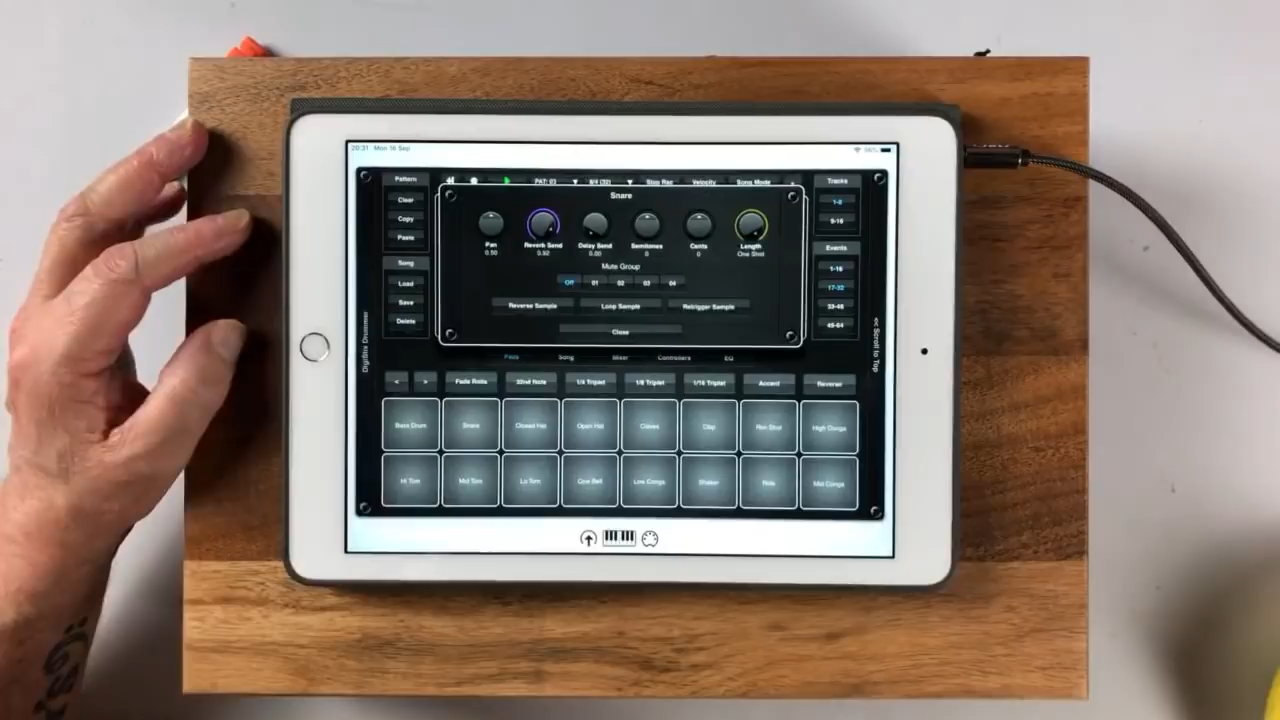 20:31 Mon 16 Sep
96%
Pattern
PAT: 01
8/4 (32)
Step Rec
Velocity
Song Mode
Tracks
Clear
Snare
1-8
Copy
9-16
Paste
Pan
Reverb Send
Delay Send
Semitones
Cents
Length
0.50
0.92
0.00
0
0
One Shot
Events
Song
Mute Group
1-16
Load
Off
01
02
03
04
17-32
Save
Reverse Sample
Loop Sample
Retrigger Sample
33-48
Delete
Close
49-64
DigiStix Drummer
<< Scroll to Top
Pads
Song
Mixer
Controllers
EQ
<
>
Fade Rolls
32nd Note
1/4 Triplet
1/8 Triplet
1/16 Triplet
Accent
Reverse
Bass Drum
Snare
Closed Hat
Open Hat
Claves
Clap
Rim Shot
High Conga
Hi Tom
Mid Tom
Lo Tom
Cow Bell
Low Conga
Shaker
Mid Conga